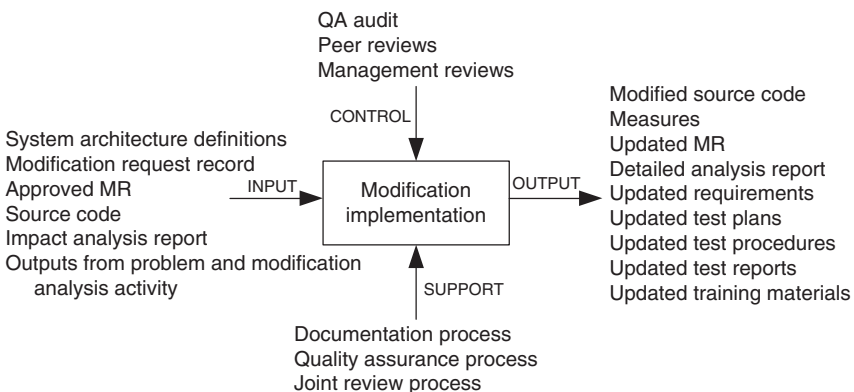 QA audit
Peer reviews
Management reviews
CONTROL
System architecture definitions
Modification request record
Approved MR
Source code
Impact analysis report
Outputs from problem and modification
analysis activity
INPUT
Modification
implementation
OUTPUT
Modified source code
Measures
Updated MR
Detailed analysis report
Updated requirements
Updated test plans
Updated test procedures
Updated test reports
Updated training materials
SUPPORT
Documentation process
Quality assurance process
Joint review process